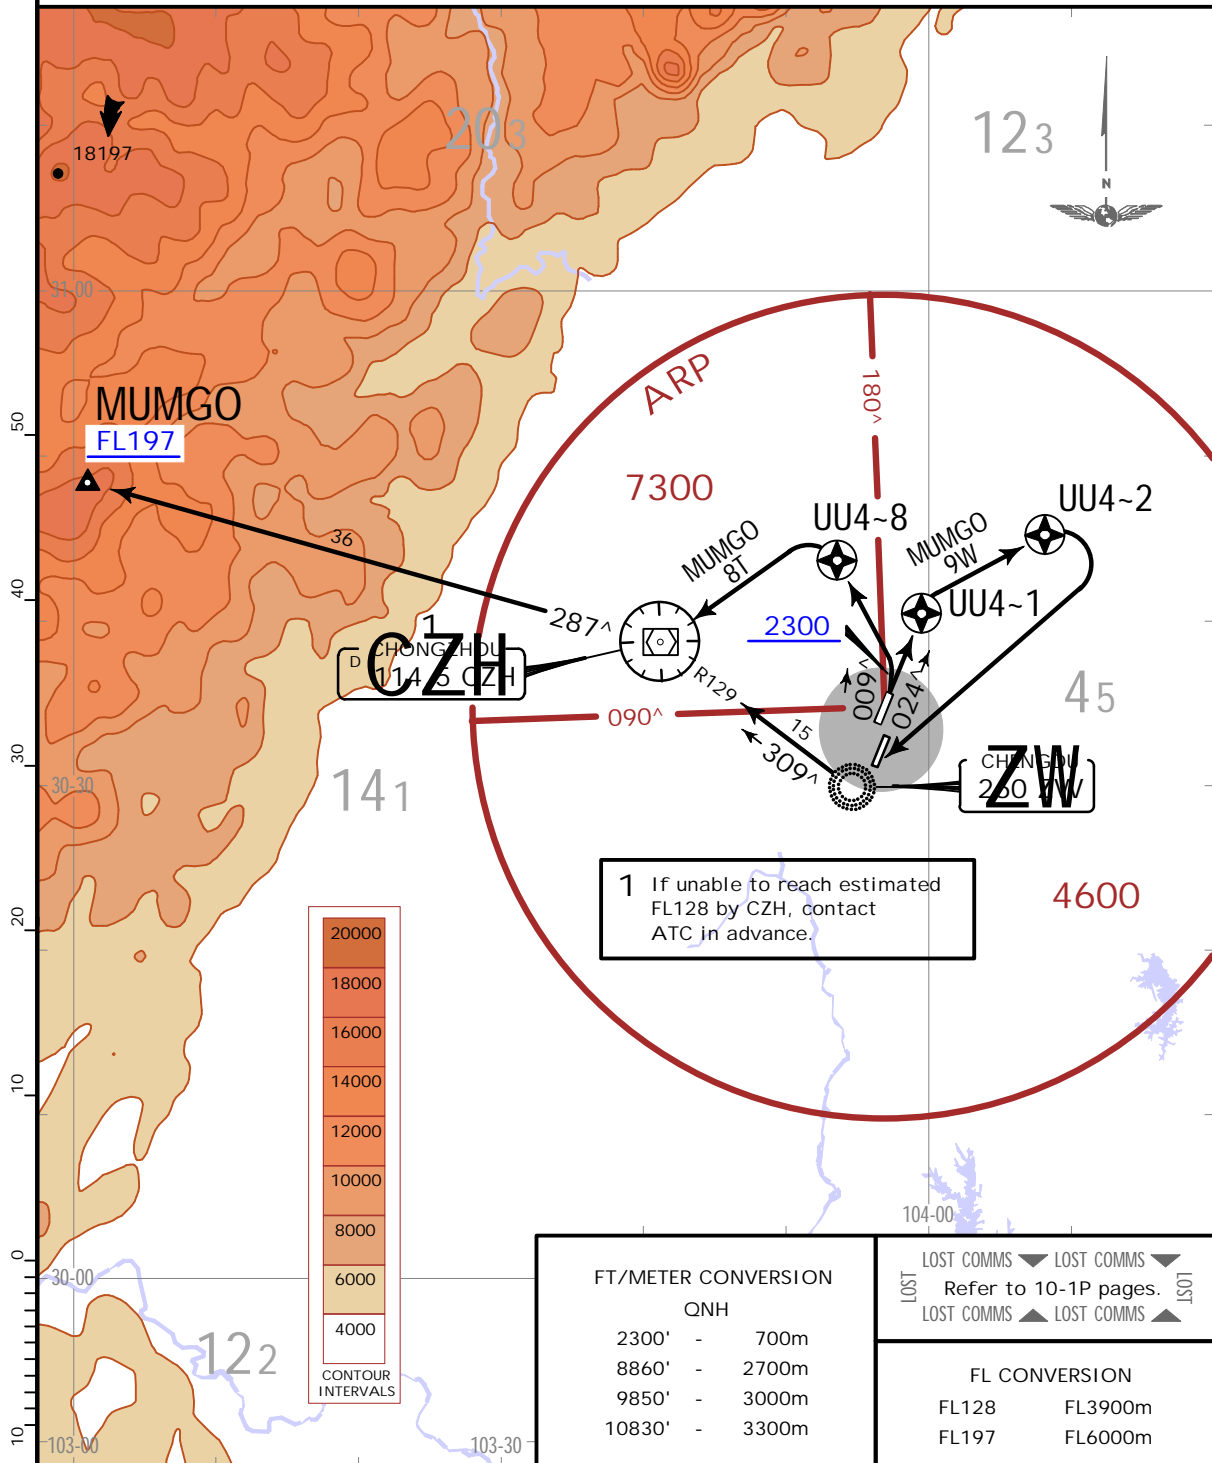 203
123
N
18197
31-00
ARP
180^
MUMGO
FL197
50
7300
UU4~8
UU4~2
MUMGO
8T
MUMGO
9W
36
40
UU4~1
287^
2300
1
CZH
CHONGZHOU
D
114.5 CZH
R129
009^
024^
45
090^
15
309^
30
ZW
CHENGDU
260 ZW
30-30
141
1 If unable to reach estimated
FL128 by CZH, contact
ATC in advance.
4600
20
20000
18000
16000
14000
12000
10000
8000
6000
4000
CONTOUR
INTERVALS
10
104-00
0
30-00
122
10
103-00
103-30
FT/METER CONVERSION
QNH
2300' - 700m
8860' - 2700m
9850' - 3000m
10830' - 3300m
LOST COMMS LOST COMMS
LOST
Refer to 10-1P pages.
LOST
LOST COMMS LOST COMMS
FL CONVERSION
FL128 FL3900m
FL197 FL6000m